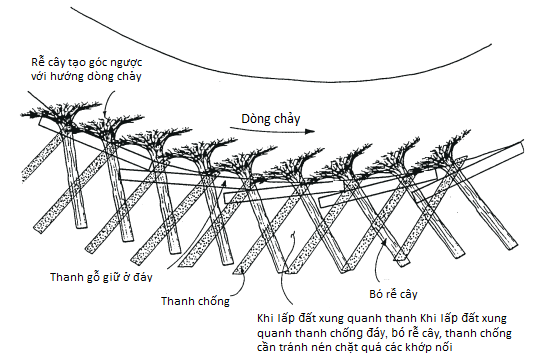 Rễ cây tạo góc ngược
với hướng dòng chảy
Dòng chảy
Thanh gỗ giữ ở đáy
Thanh chống
Bó rễ cây
Khi lấp đất xung quanh thanh Khi lấp đất xung
quanh thanh chống đáy, bó rễ cây, thanh chống
cần tránh nén chặt quá các khớp nối